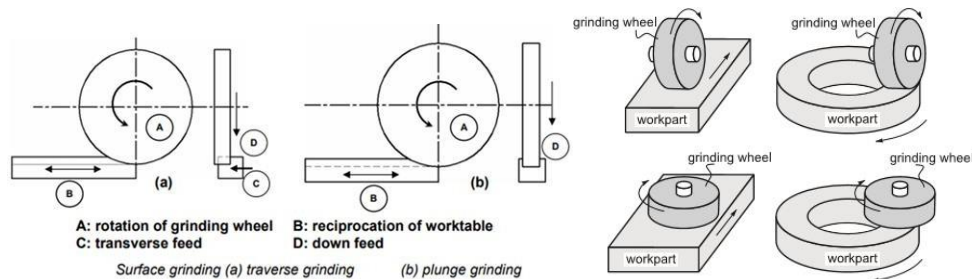 A
D
C
B
(a)
A
D
B
(b)
A: rotation of grinding wheel B: reciprocation of worktable
C: transverse feed D: down feed
Surface grinding (a) traverse grinding (b) plunge grinding
grinding wheel
workpart
grinding wheel
workpart
grinding wheel
workpart
grinding wheel
workpart